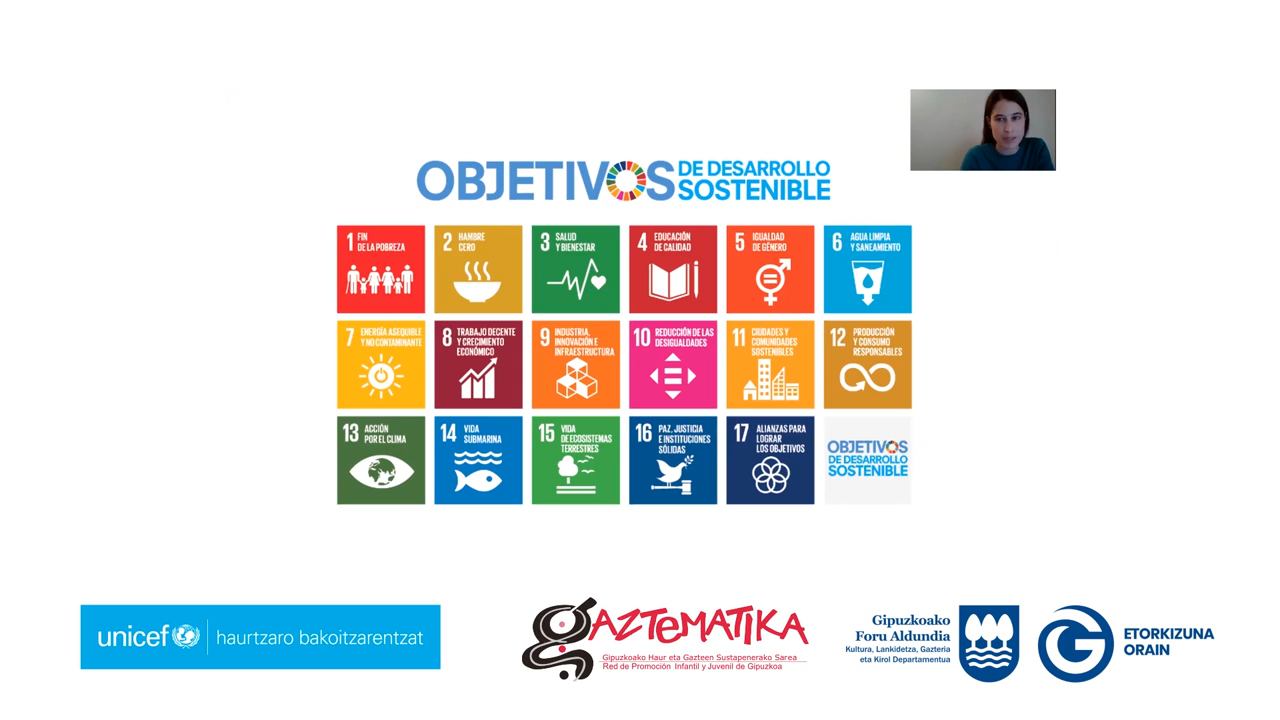 OBJETIVOS DE DESARROLLO
SOSTENIBLE
1 FIN
DE LA POBREZA
2 HAMBRE
CERO
3 SALUD
Y BIENESTAR
4 EDUCACIÓN
DE CALIDAD
5 IGUALDAD
DE GÉNERO
6 AGUA LIMPIA
Y SANEAMIENTO
7 ENERGÍA ASEQUIBLE
Y NO CONTAMINANTE
8 TRABAJO DECENTE
Y CRECIMIENTO
ECONÓMICO
9 INDUSTRIA,
INNOVACIÓN E
INFRAESTRUCTURA
10 REDUCCIÓN DE LAS
DESIGUALDADES
11 CIUDADES Y
COMUNIDADES
SOSTENIBLES
12 PRODUCCIÓN
Y CONSUMO
RESPONSABLES
13 ACCIÓN
POR EL CLIMA
14 VIDA
SUBMARINA
15 VIDA
DE ECOSISTEMAS
TERRESTRES
16 PAZ, JUSTICIA
E INSTITUCIONES
SÓLIDAS
17 ALIANZAS PARA
LOGRAR
LOS OBJETIVOS
OBJETIVOS
DE DESARROLLO
SOSTENIBLE
unicef haurtzaro bakoitzarentzat
gAZTEMATIKA
Gipuzkoako Haur eta Gazteen Sustapenerako Sarea
Red de Promoción Infantil y Juvenil de Gipuzkoa
Gipuzkoako
Foru Aldundia
Kultura, Lankidetza, Gazteria
eta Kirol Departamentua
G ETORKIZUNA
ORAIN